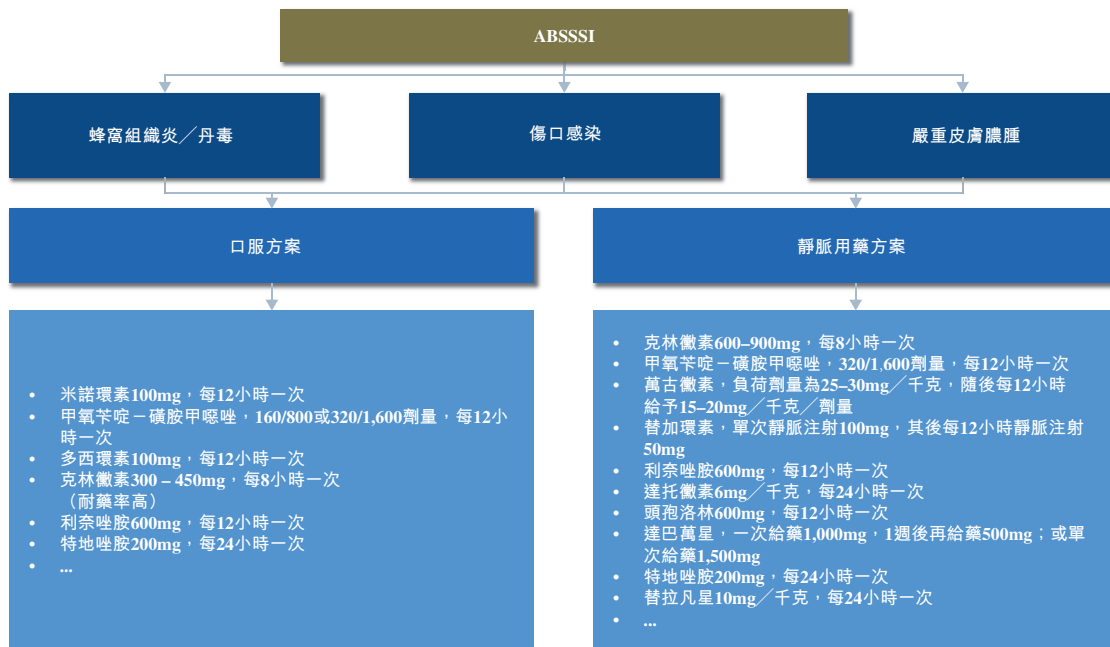 ABSSSI
蜂窩組織炎／丹毒
傷口感染
嚴重皮膚膿腫
口服方案
靜脈用藥方案
• 米諾環素100mg，每12小時一次
• 甲氧苄啶－磺胺甲噁唑，160/800或320/1,600劑量，每12小
時一次
• 多西環素100mg，每12小時一次
• 克林黴素300 – 450mg，每8小時一次
（耐藥率高）
• 利奈唑胺600mg，每12小時一次
• 特地唑胺200mg，每24小時一次
• ...
• 克林黴素600–900mg，每8小時一次
• 甲氧苄啶－磺胺甲噁唑，320/1,600劑量，每12小時一次
• 萬古黴素，負荷劑量為25–30mg／千克，隨後每12小時
給予15–20mg／千克／劑量
• 替加環素，單次靜脈注射100mg，其後每12小時靜脈注射
50mg
• 利奈唑胺600mg，每12小時一次
• 達托黴素6mg／千克，每24小時一次
• 頭孢洛林600mg，每12小時一次
• 達巴萬星，一次給藥1,000mg，1週後再給藥500mg；或單
次給藥1,500mg
• 特地唑胺200mg，每24小時一次
• 替拉凡星10mg／千克，每24小時一次
• ...